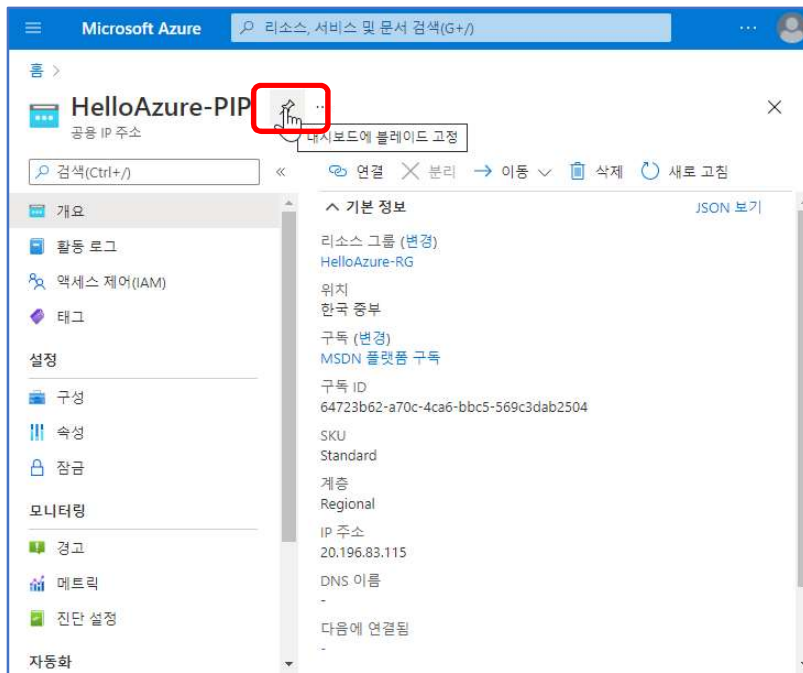 Microsoft Azure
리소스, 서비스 및 문서 검색(G+/)
홈 >
HelloAzure-PIP
공용 IP 주소
대시보드에 블레이드 고정
검색(Ctrl+/)
연결
분리
이동
삭제
새로 고침
개요
활동 로그
액세스 제어(IAM)
태그
설정
구성
속성
잠금
모니터링
경고
메트릭
진단 설정
자동화
기본 정보
JSON 보기
리소스 그룹 (변경)
HelloAzure-RG
위치
한국 중부
구독 (변경)
MSDN 플랫폼 구독
구독 ID
64723b62-a70c-4ca6-bbc5-569c3dab2504
SKU
Standard
계층
Regional
IP 주소
20.196.83.115
DNS 이름
-
다음에 연결됨
-